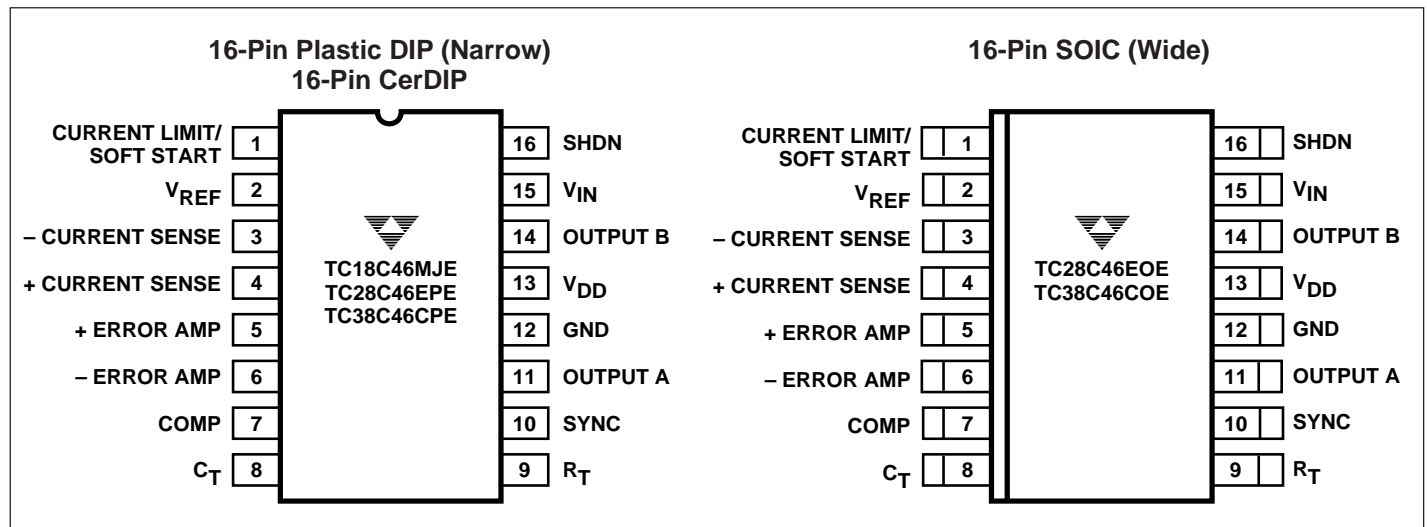 16-Pin Plastic DIP (Narrow)
16-Pin CerDIP
CURRENT LIMIT/
SOFT START
1
16
SHDN
VREF
2
15
VIN
– CURRENT SENSE
3
14
OUTPUT B
+ CURRENT SENSE
4
13
VDD
+ ERROR AMP
5
12
GND
– ERROR AMP
6
11
OUTPUT A
COMP
7
10
SYNC
CT
8
9
RT
TC18C46MJE
TC28C46EPE
TC38C46CPE
16-Pin SOIC (Wide)
CURRENT LIMIT/
SOFT START
1
16
SHDN
VREF
2
15
VIN
– CURRENT SENSE
3
14
OUTPUT B
+ CURRENT SENSE
4
13
VDD
+ ERROR AMP
5
12
GND
– ERROR AMP
6
11
OUTPUT A
COMP
7
10
SYNC
CT
8
9
RT
TC28C46EOE
TC38C46COE